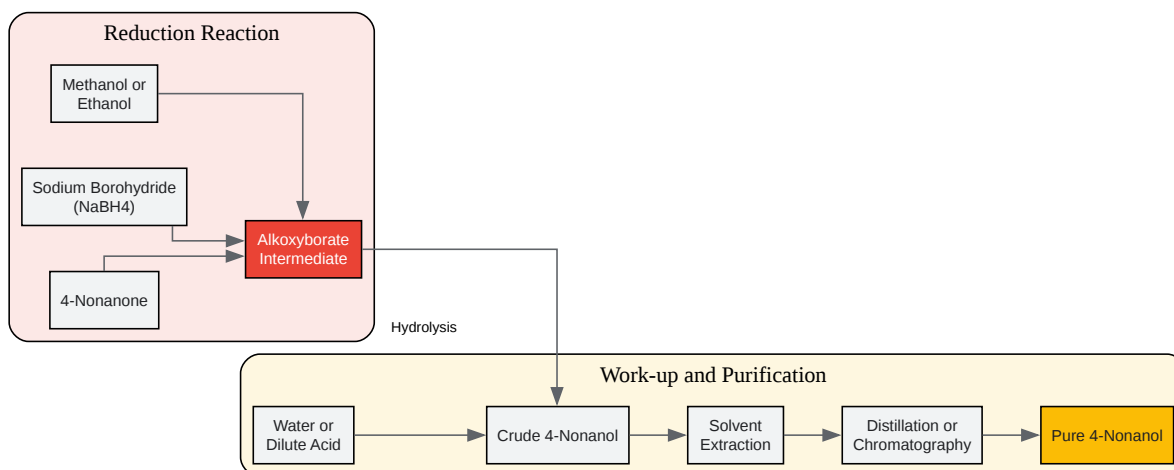 Reduction Reaction
Methanol or
Ethanol
Sodium Borohydride
(NaBH4)
Alkoxyborate
Intermediate
4-Nonanone
Hydrolysis
Work-up and Purification
Water or
Dilute Acid
Crude 4-Nonanol
Solvent
Extraction
Distillation or
Chromatography
Pure 4-Nonanol